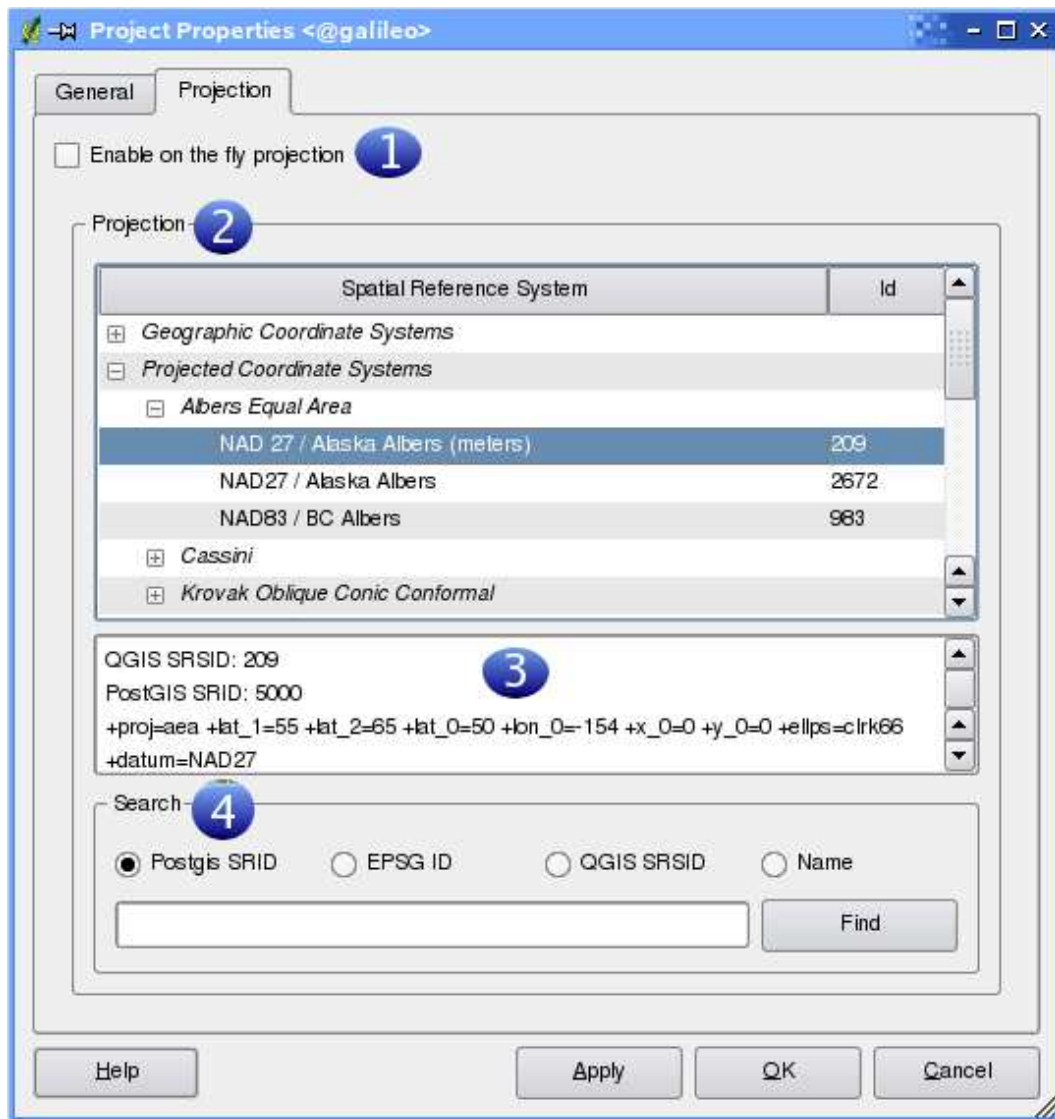 Project Properties <@galileo>
General Projection
Enable on the fly projection 1
Projection 2
Spatial Reference System Id
Geographic Coordinate Systems
Projected Coordinate Systems
Albers Equal Area
NAD 27 / Alaska Albers (meters) 209
NAD27 / Alaska Albers 2672
NAD83 / BC Albers 983
Cassini
Krovak Oblique Conic Conformal
QGIS SRSID: 209
3
PostGIS SRID: 5000
+proj=aea +lat_1=55 +lat_2=65 +lat_0=50 +lon_0=-154 +x_0=0 +y_0=0 +ellps=clrk66
+datum=NAD27
Search 4
Postgis SRID EPSG ID QGIS SRSID Name
Find
Help Apply OK Cancel